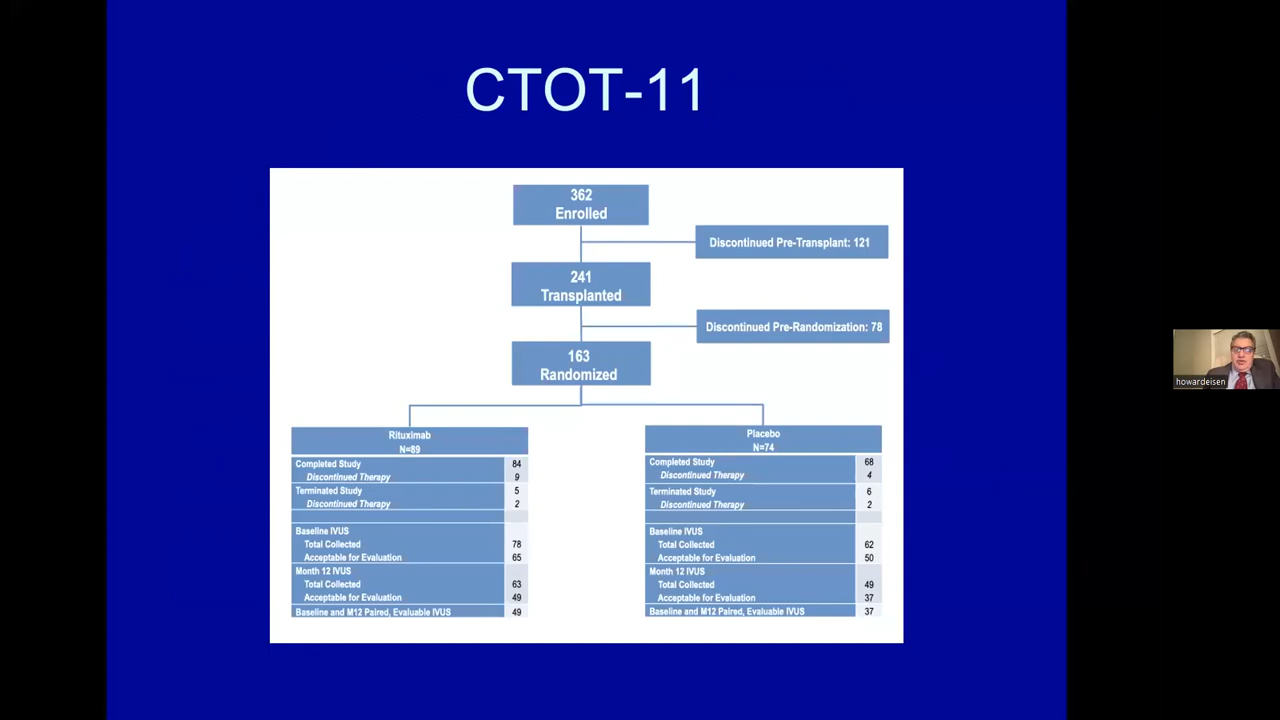 CTOT-11
362
Enrolled
Discontinued Pre-Transplant: 121
241
Transplanted
Discontinued Pre-Randomization: 78
163
Randomized
Rituximab
N=89
Completed Study 84
Discontinued Therapy 9
Terminated Study 5
Discontinued Therapy 2
Baseline IVUS
Total Collected 78
Acceptable for Evaluation 65
Month 12 IVUS
Total Collected 63
Acceptable for Evaluation 49
Baseline and M12 Paired, Evaluable IVUS 49
Placebo
N=74
Completed Study 68
Discontinued Therapy 4
Terminated Study 6
Discontinued Therapy 2
Baseline IVUS
Total Collected 62
Acceptable for Evaluation 50
Month 12 IVUS
Total Collected 49
Acceptable for Evaluation 37
Baseline and M12 Paired, Evaluable IVUS 37
howardeisen